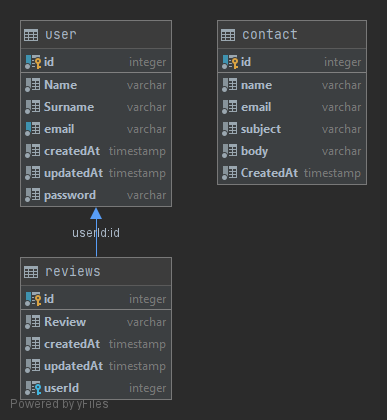 user
id integer
Name varchar
Surname varchar
email varchar
createdAt timestamp
updatedAt timestamp
password varchar
contact
id integer
name varchar
email varchar
subject varchar
body varchar
CreatedAt timestamp
userId:id
reviews
id integer
Review varchar
createdAt timestamp
updatedAt timestamp
userId integer
Powered by yFiles